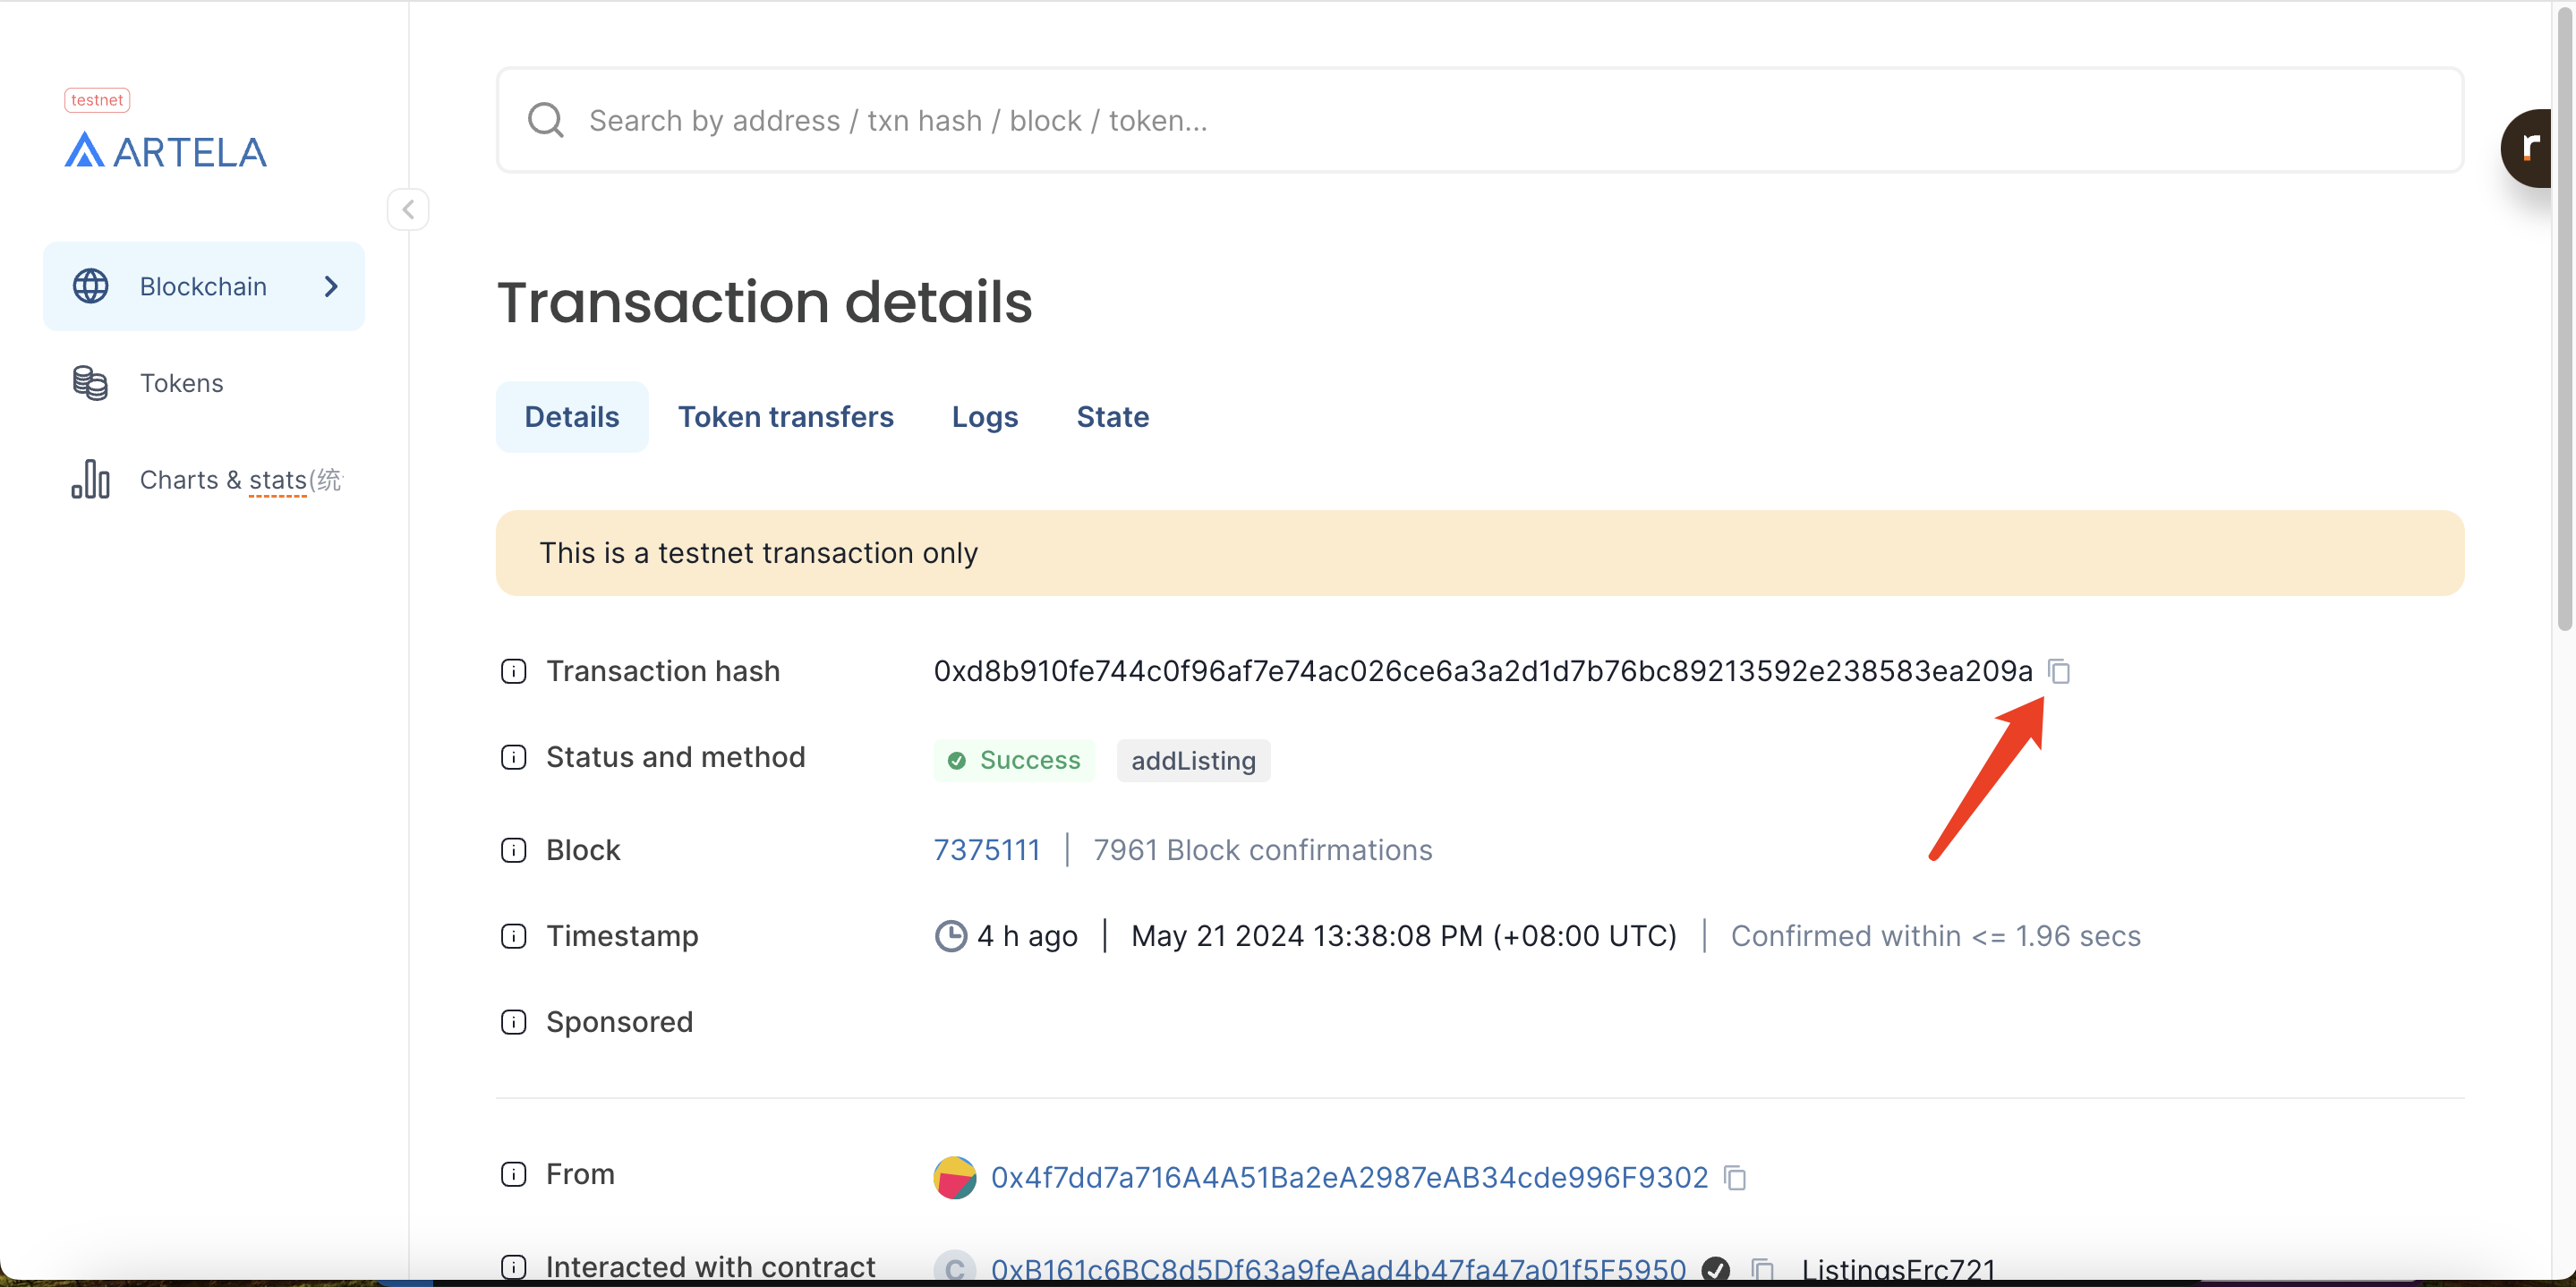 testnet
ARTELA
Search by address / txn hash / block / token...
r
Blockchain
Tokens
Charts & stats(统
Transaction details
Details Token transfers Logs State
This is a testnet transaction only
Transaction hash 0xd8b910fe744c0f96af7e74ac026ce6a3a2d1d7b76bc89213592e238583ea209a
Status and method Success addListing
Block 7375111 | 7961 Block confirmations
Timestamp 4 h ago | May 21 2024 13:38:08 PM (+08:00 UTC) | Confirmed within <= 1.96 secs
Sponsored
From 0x4f7dd7a716A4A51Ba2eA2987eAB34cde996F9302
Interacted with contract C 0xB161c6BC8d5Df63a9feAad4b47fa47a01f5F5950 ListingsErc721